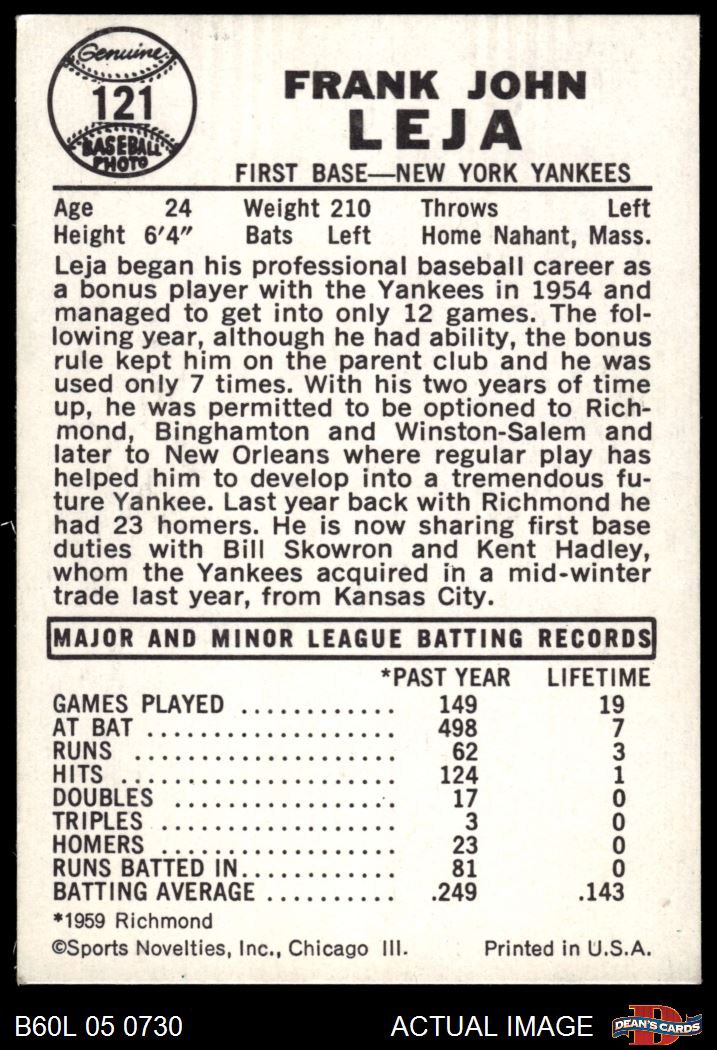 Genuine
121
BASEBALL
PHOTO
FRANK JOHN
LEJA
FIRST BASE—NEW YORK YANKEES
Age 24 Weight 210 Throws Left
Height 6'4" Bats Left Home Nahant, Mass.
Leja began his professional baseball career as
a bonus player with the Yankees in 1954 and
managed to get into only 12 games. The fol-
lowing year, although he had ability, the bonus
rule kept him on the parent club and he was
used only 7 times. With his two years of time
up, he was permitted to be optioned to Rich-
mond, Binghamton and Winston-Salem and
later to New Orleans where regular play has
helped him to develop into a tremendous fu-
ture Yankee. Last year back with Richmond he
had 23 homers. He is now sharing first base
duties with Bill Skowron and Kent Hadley,
whom the Yankees acquired in a mid-winter
trade last year, from Kansas City.
MAJOR AND MINOR LEAGUE BATTING RECORDS
*PAST YEAR LIFETIME
GAMES PLAYED ............ 149 19
AT BAT ...................... 498 7
RUNS ....................... 62 3
HITS ........................ 124 1
DOUBLES ................... 17 0
TRIPLES .................... 3 0
HOMERS .................... 23 0
RUNS BATTED IN............ 81 0
BATTING AVERAGE .......... .249 .143
*1959 Richmond
©Sports Novelties, Inc., Chicago Ill. Printed in U.S.A.
B60L 05 0730 ACTUAL IMAGE D DEAN'S CARDS